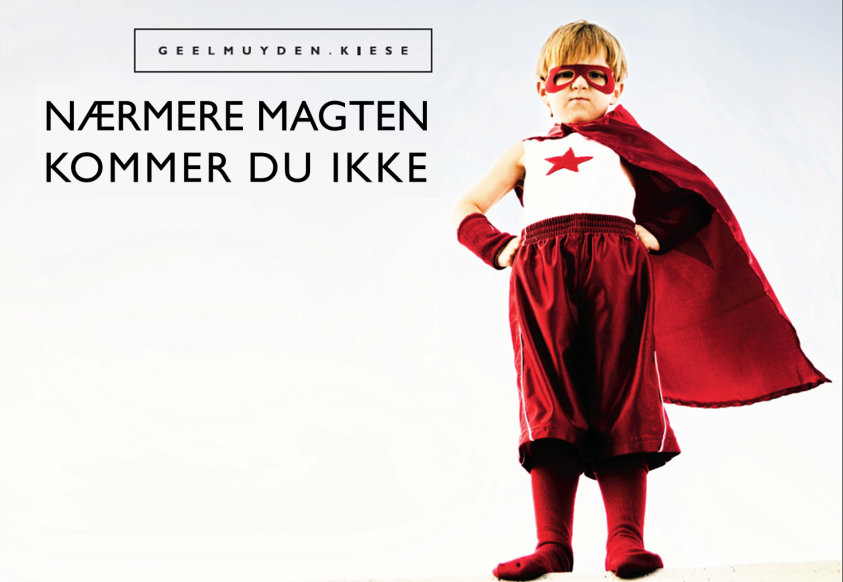 GEELMUYDEN.KIESE
NÆRMERE MAGTEN
KOMMER DU IKKE